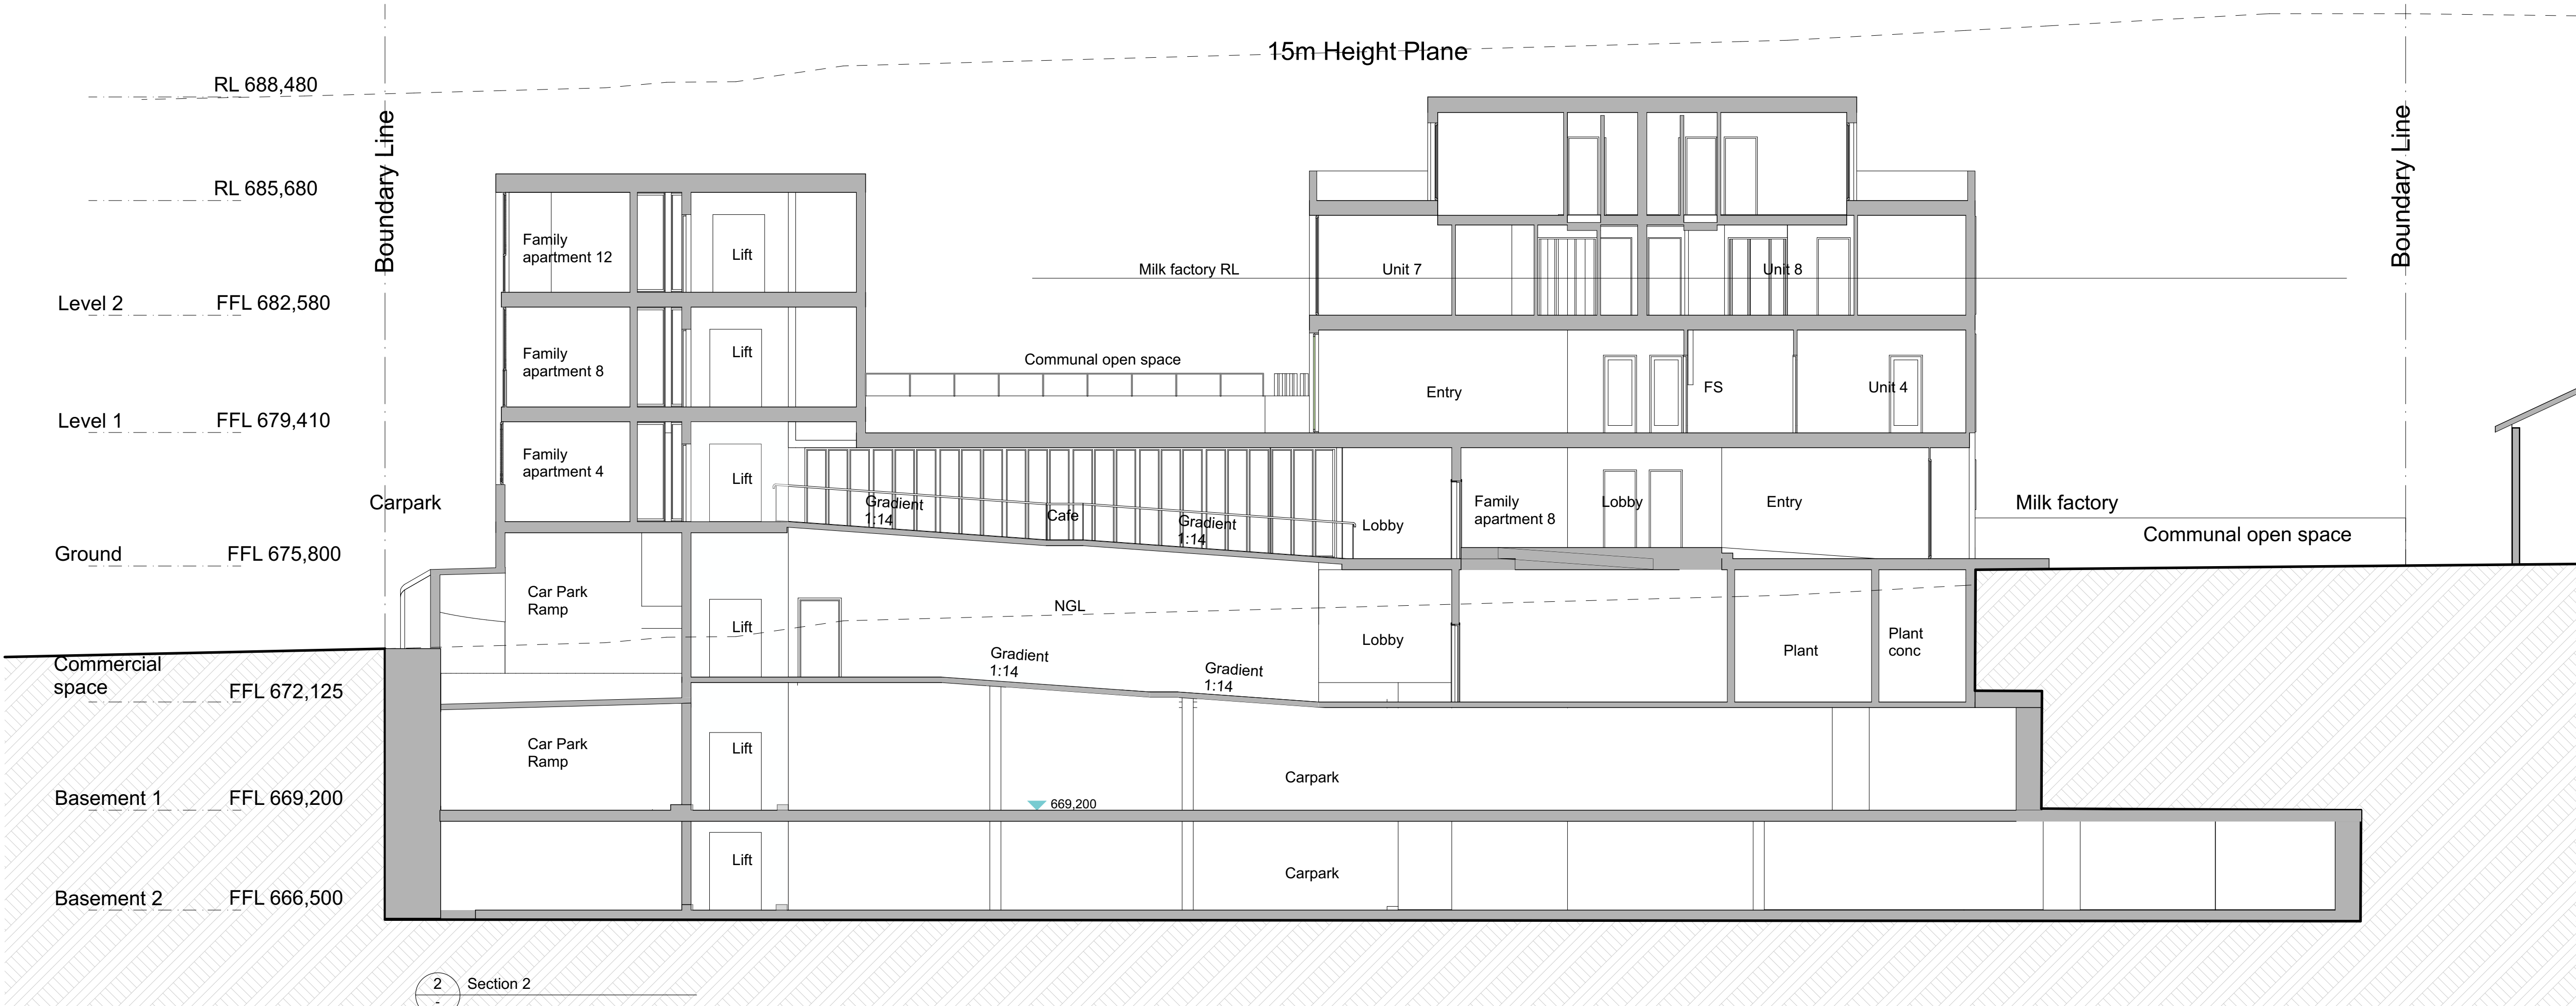 15m Height Plane
RL 688,480
Boundary Line
Boundary Line
RL 685,680
Family
apartment 12
Lift
Milk factory RL
Unit 7
Unit 8
Level 2
FFL 682,580
Family
apartment 8
Lift
Communal open space
Entry
FS
Unit 4
Level 1
FFL 679,410
Family
apartment 4
Lift
Carpark
Gradient
1:14
Cafe
Gradient
1:14
Lobby
Family
apartment 8
Lobby
Entry
Milk factory
Communal open space
Ground
FFL 675,800
Car Park
Ramp
NGL
Lift
Lobby
Plant
Plant
conc
Gradient
1:14
Gradient
1:14
Commercial
space
FFL 672,125
Car Park
Ramp
Lift
Carpark
Basement 1
FFL 669,200
669,200
Lift
Carpark
Basement 2
FFL 666,500
2
Section 2
-